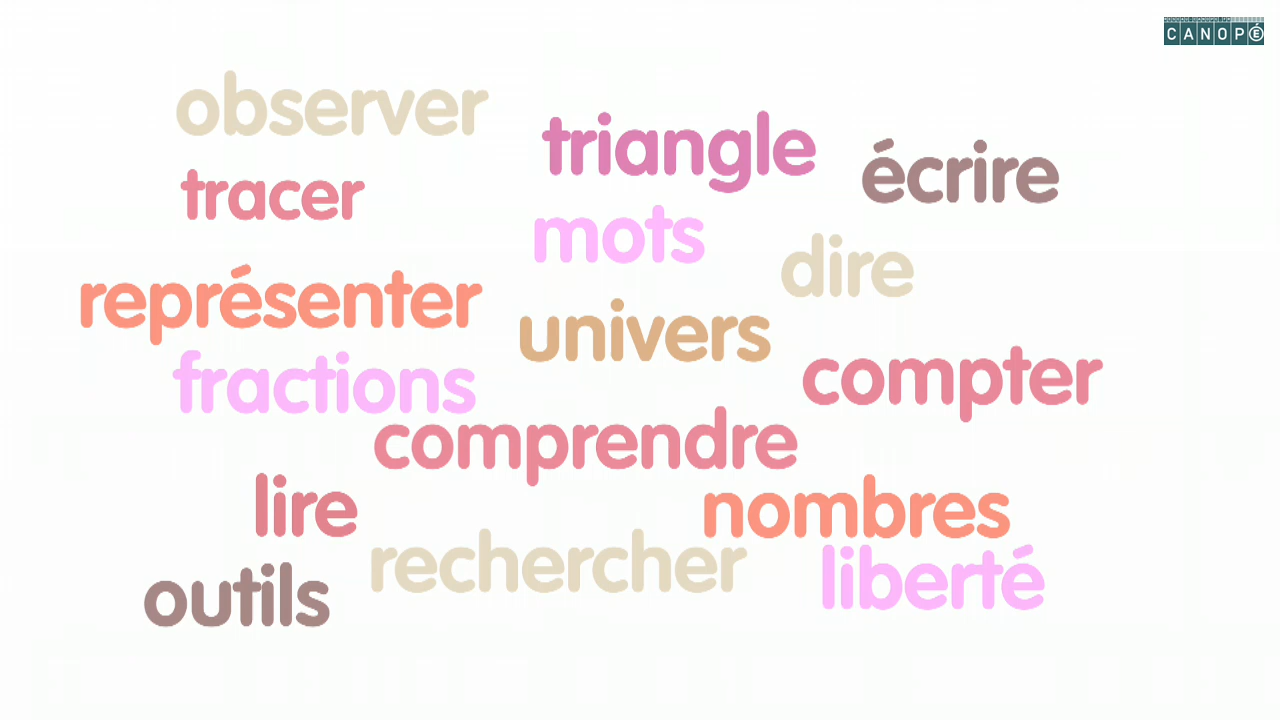 CANOPÉ
observer
triangle
écrire
tracer
mots
dire
représenter
univers
fractions
compter
comprendre
lire
nombres
rechercher
liberté
outils